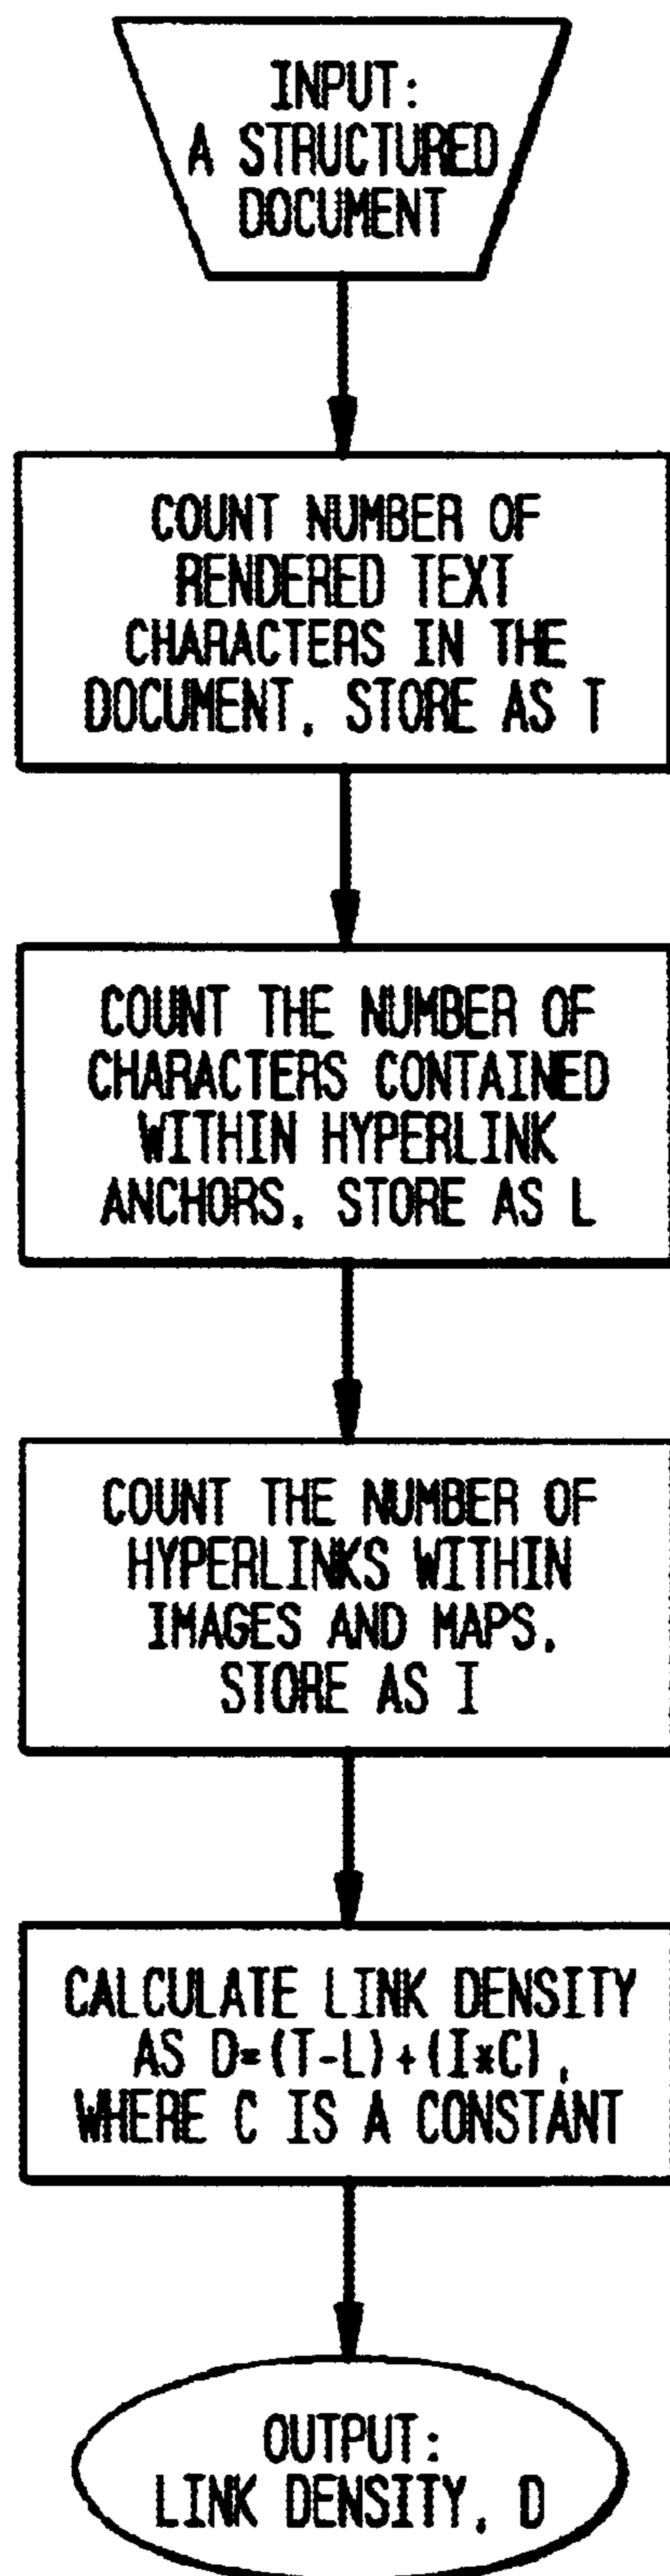 INPUT:
A STRUCTURED
DOCUMENT
COUNT NUMBER OF
RENDERED TEXT
CHARACTERS IN THE
DOCUMENT, STORE AS T
COUNT THE NUMBER OF
CHARACTERS CONTAINED
WITHIN HYPERLINK
ANCHORS, STORE AS L
COUNT THE NUMBER OF
HYPERLINKS WITHIN
IMAGES AND MAPS,
STORE AS I
CALCULATE LINK DENSITY
AS D=(T-L)+(I*C),
WHERE C IS A CONSTANT
OUTPUT:
LINK DENSITY, D